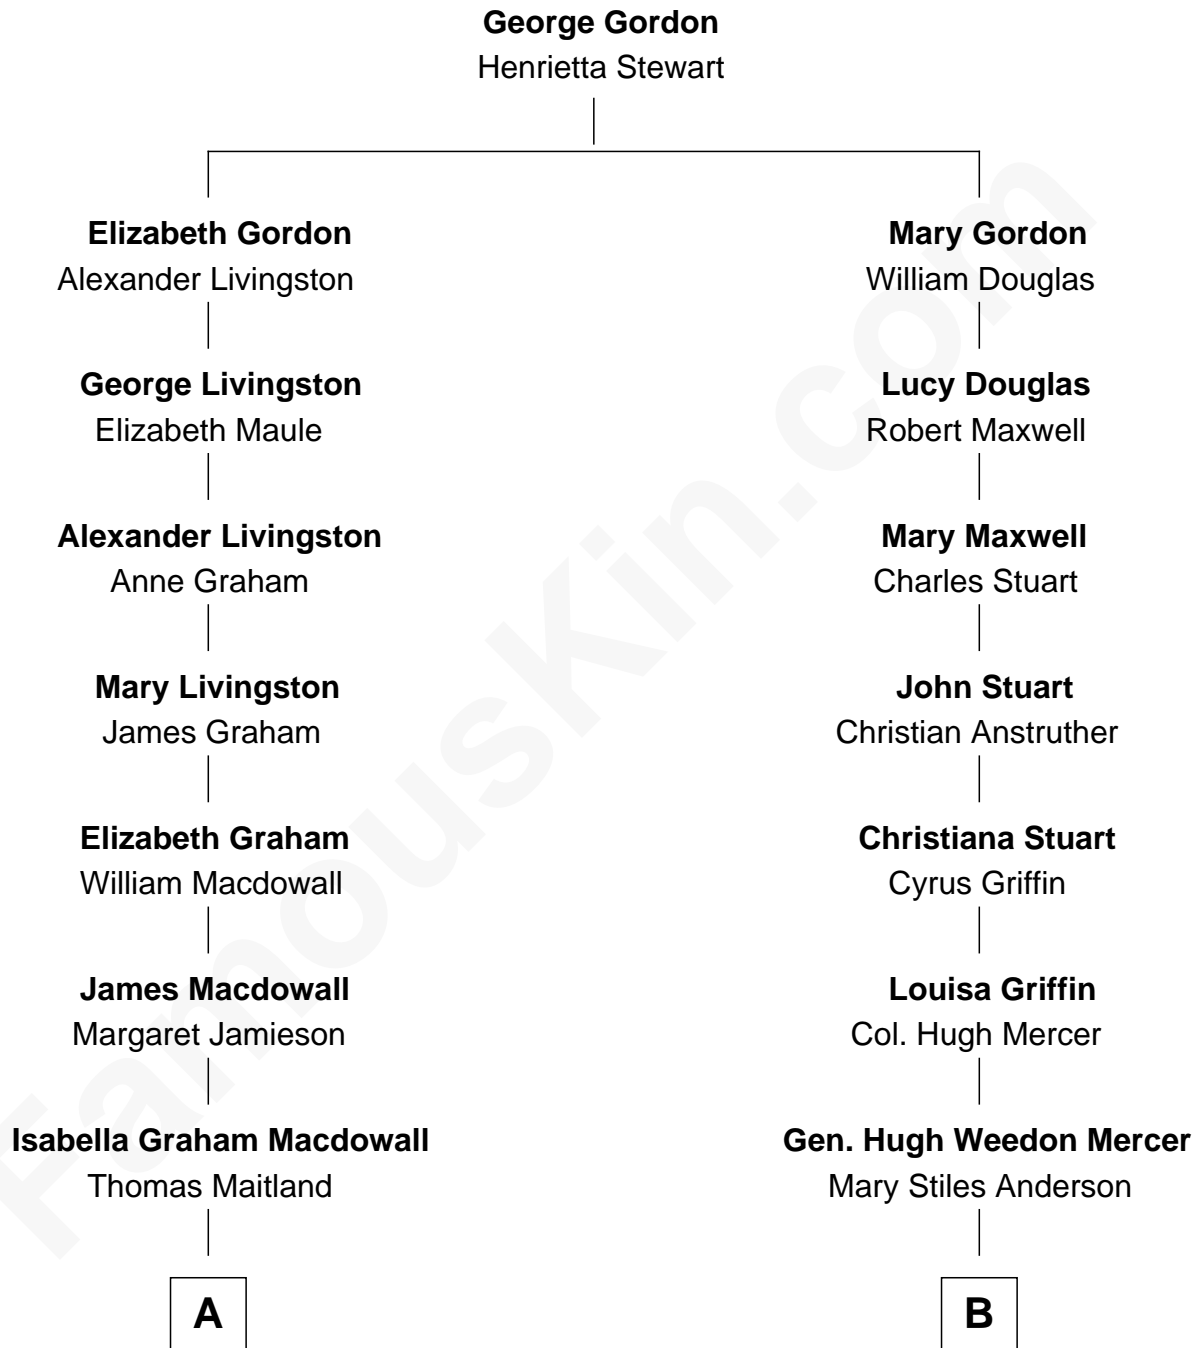 George Gordon
Henrietta Stewart
Elizabeth Gordon
Alexander Livingston
Mary Gordon
William Douglas
George Livingston
Elizabeth Maule
Lucy Douglas
Robert Maxwell
Alexander Livingston
Anne Graham
Mary Maxwell
Charles Stuart
Mary Livingston
James Graham
John Stuart
Christian Anstruther
Elizabeth Graham
William Macdowall
Christiana Stuart
Cyrus Griffin
James Macdowall
Margaret Jamieson
Louisa Griffin
Col. Hugh Mercer
Isabella Graham Macdowall
Thomas Maitland
Gen. Hugh Weedon Mercer
Mary Stiles Anderson
A
B
FamousKin.com